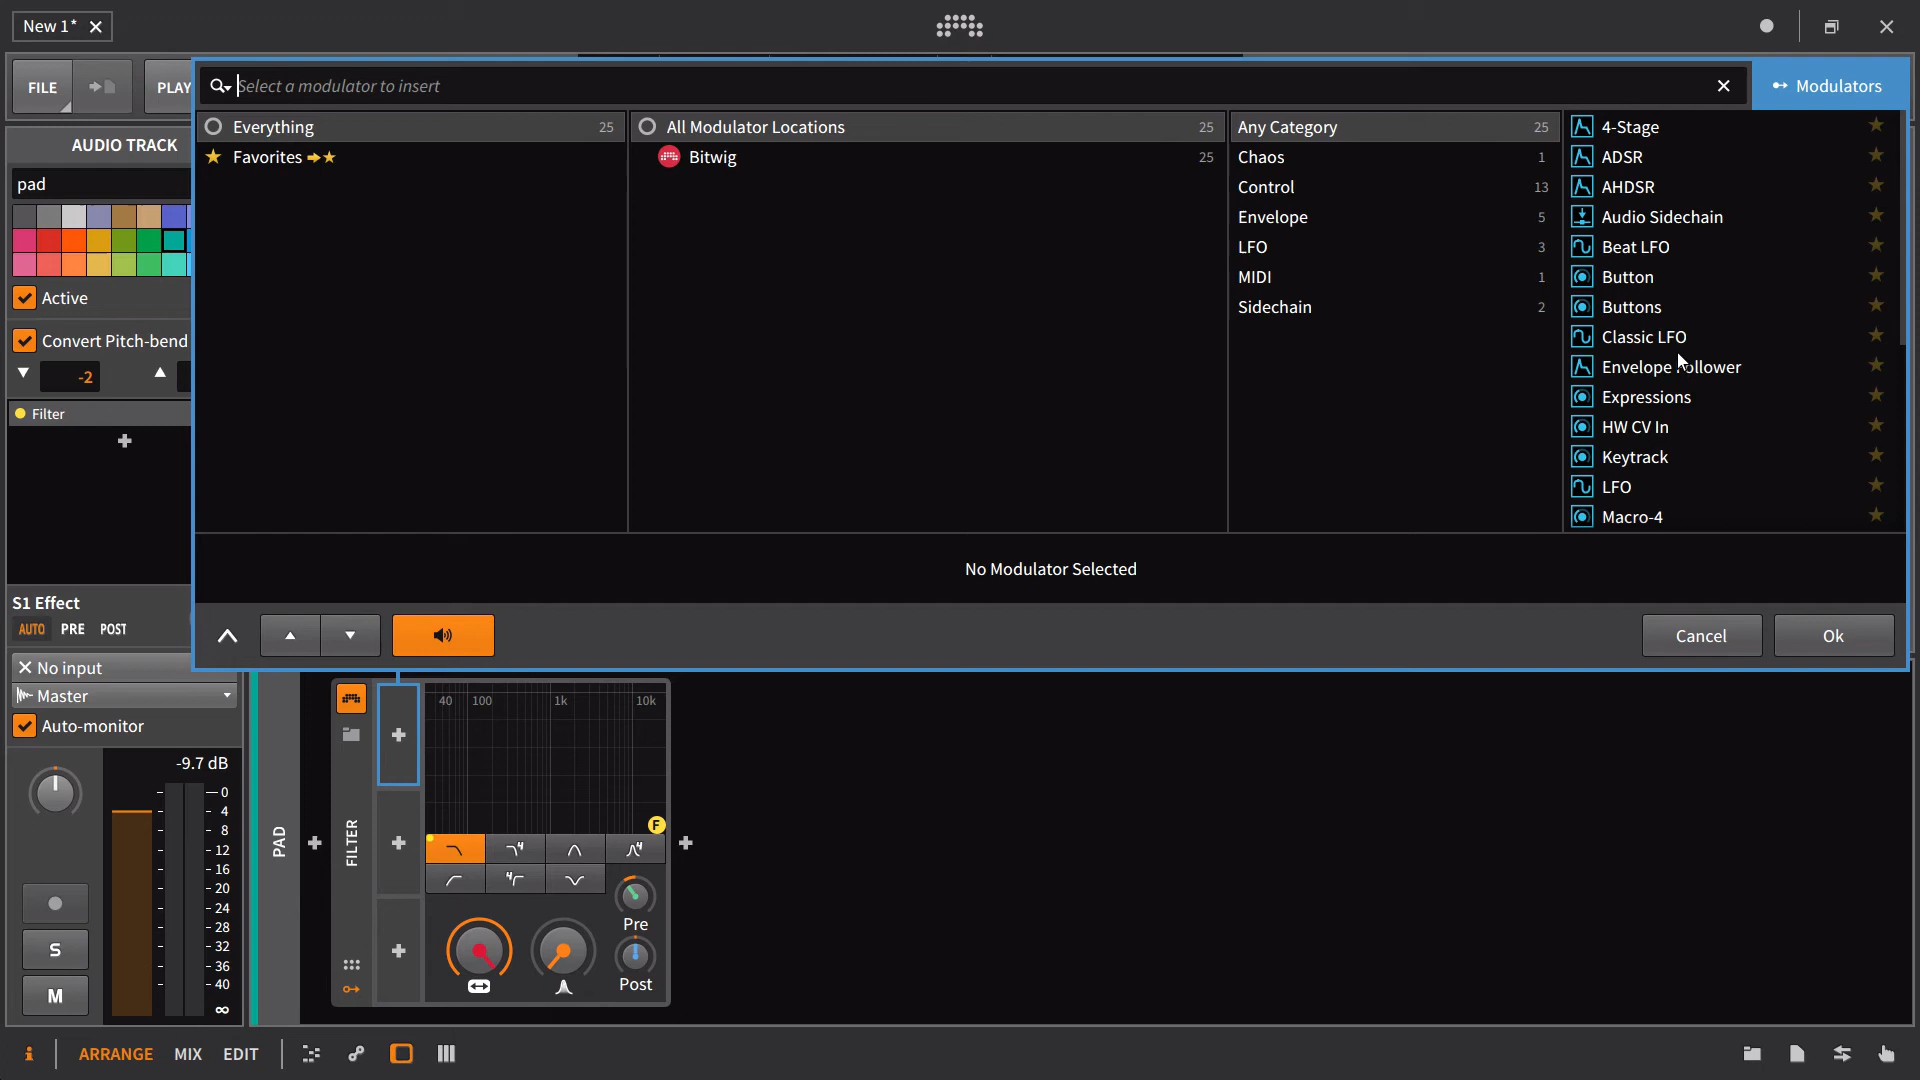 New 1*
FILE
PLAY
Select a modulator to insert
Modulators
AUDIO TRACK
pad
Active
Convert Pitch-bend
-2
Filter
Everything 25
Favorites
All Modulator Locations 25
Bitwig 25
Any Category 25
Chaos 1
Control 13
Envelope 5
LFO 3
MIDI 1
Sidechain 2
4-Stage
ADSR
AHDSR
Audio Sidechain
Beat LFO
Button
Buttons
Classic LFO
Envelope Follower
Expressions
HW CV In
Keytrack
LFO
Macro-4
No Modulator Selected
Cancel
Ok
S1 Effect
AUTO PRE POST
No input
Master
Auto-monitor
-9.7 dB
0
4
8
12
16
20
24
28
32
36
40
∞
S
M
PAD
FILTER
40 100 1k 10k
F
4
4
4
Pre
Post
ARRANGE MIX EDIT